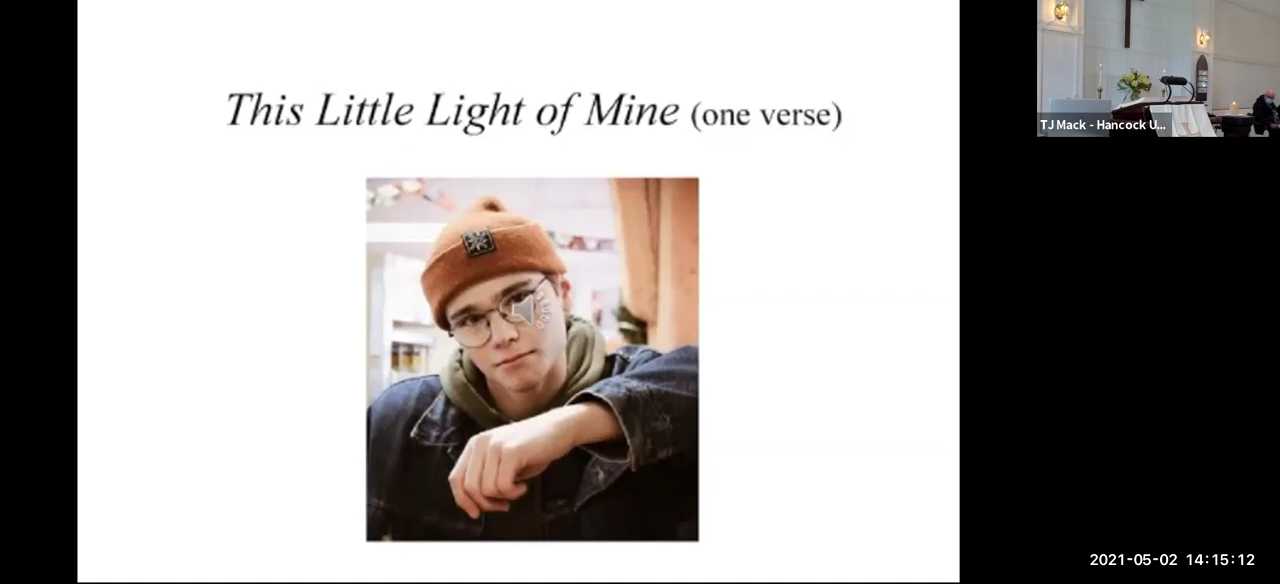 This Little Light of Mine (one verse)
TJ Mack - Hancock U...
2021-05-02 14:15:12